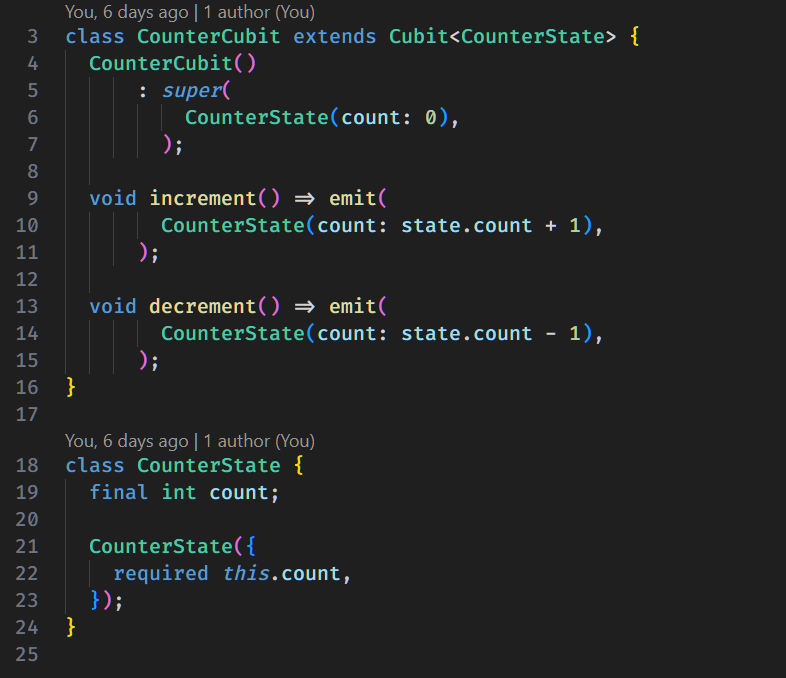 You, 6 days ago | 1 author (You)
3 class CounterCubit extends Cubit<CounterState> {
4   CounterCubit()
5       : super(
6           CounterState(count: 0),
7         );
8
9   void increment() => emit(
10         CounterState(count: state.count + 1),
11       );
12
13   void decrement() => emit(
14         CounterState(count: state.count - 1),
15       );
16 }
17
You, 6 days ago | 1 author (You)
18 class CounterState {
19   final int count;
20
21   CounterState({
22     required this.count,
23   });
24 }
25